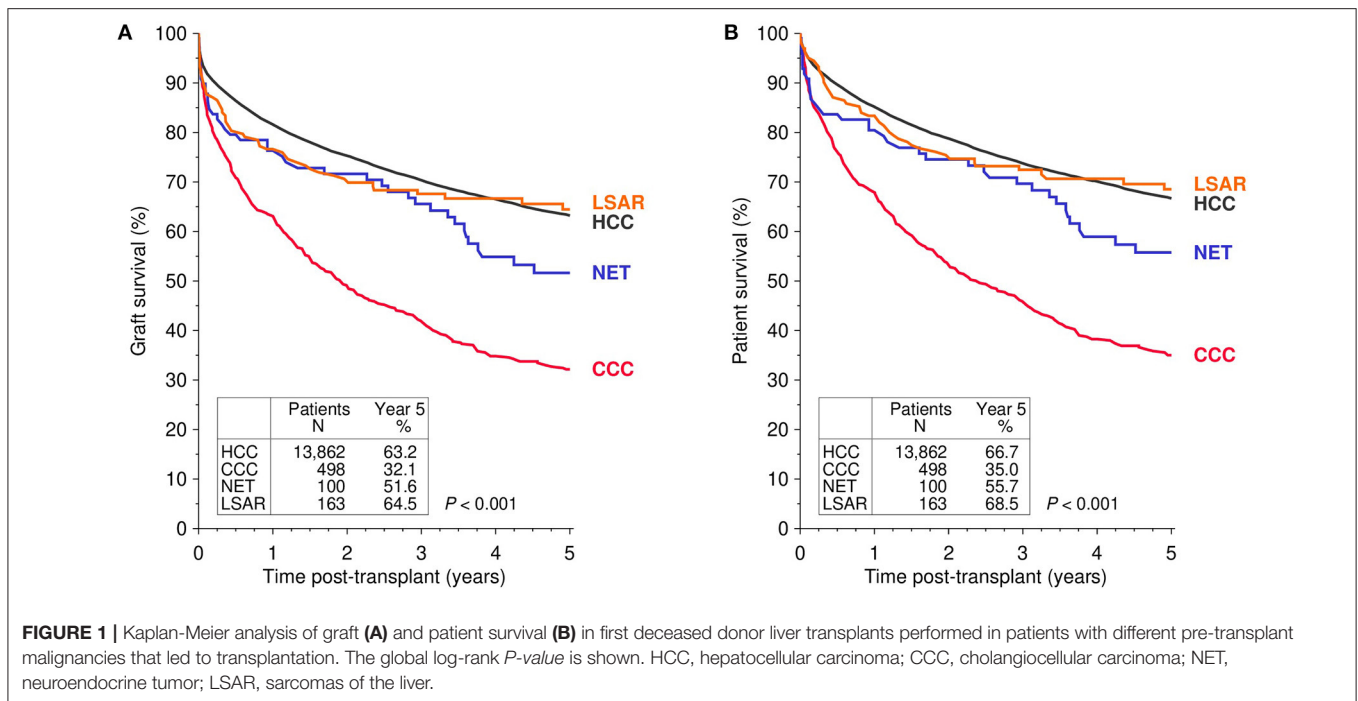 A
Graft survival (%)
100
90
80
70
60
50
40
30
20
10
0
LSAR
HCC
NET
CCC
Patients Year 5
N %
HCC 13,862 63.2
CCC 498 32.1
NET 100 51.6
LSAR 163 64.5
P < 0.001
0 1 2 3 4 5
Time post-transplant (years)
B
Patient survival (%)
100
90
80
70
60
50
40
30
20
10
0
LSAR
HCC
NET
CCC
Patients Year 5
N %
HCC 13,862 66.7
CCC 498 35.0
NET 100 55.7
LSAR 163 68.5
P < 0.001
0 1 2 3 4 5
Time post-transplant (years)
FIGURE 1 | Kaplan-Meier analysis of graft (A) and patient survival (B) in first deceased donor liver transplants performed in patients with different pre-transplant
malignancies that led to transplantation. The global log-rank P-value is shown. HCC, hepatocellular carcinoma; CCC, cholangiocellular carcinoma; NET,
neuroendocrine tumor; LSAR, sarcomas of the liver.